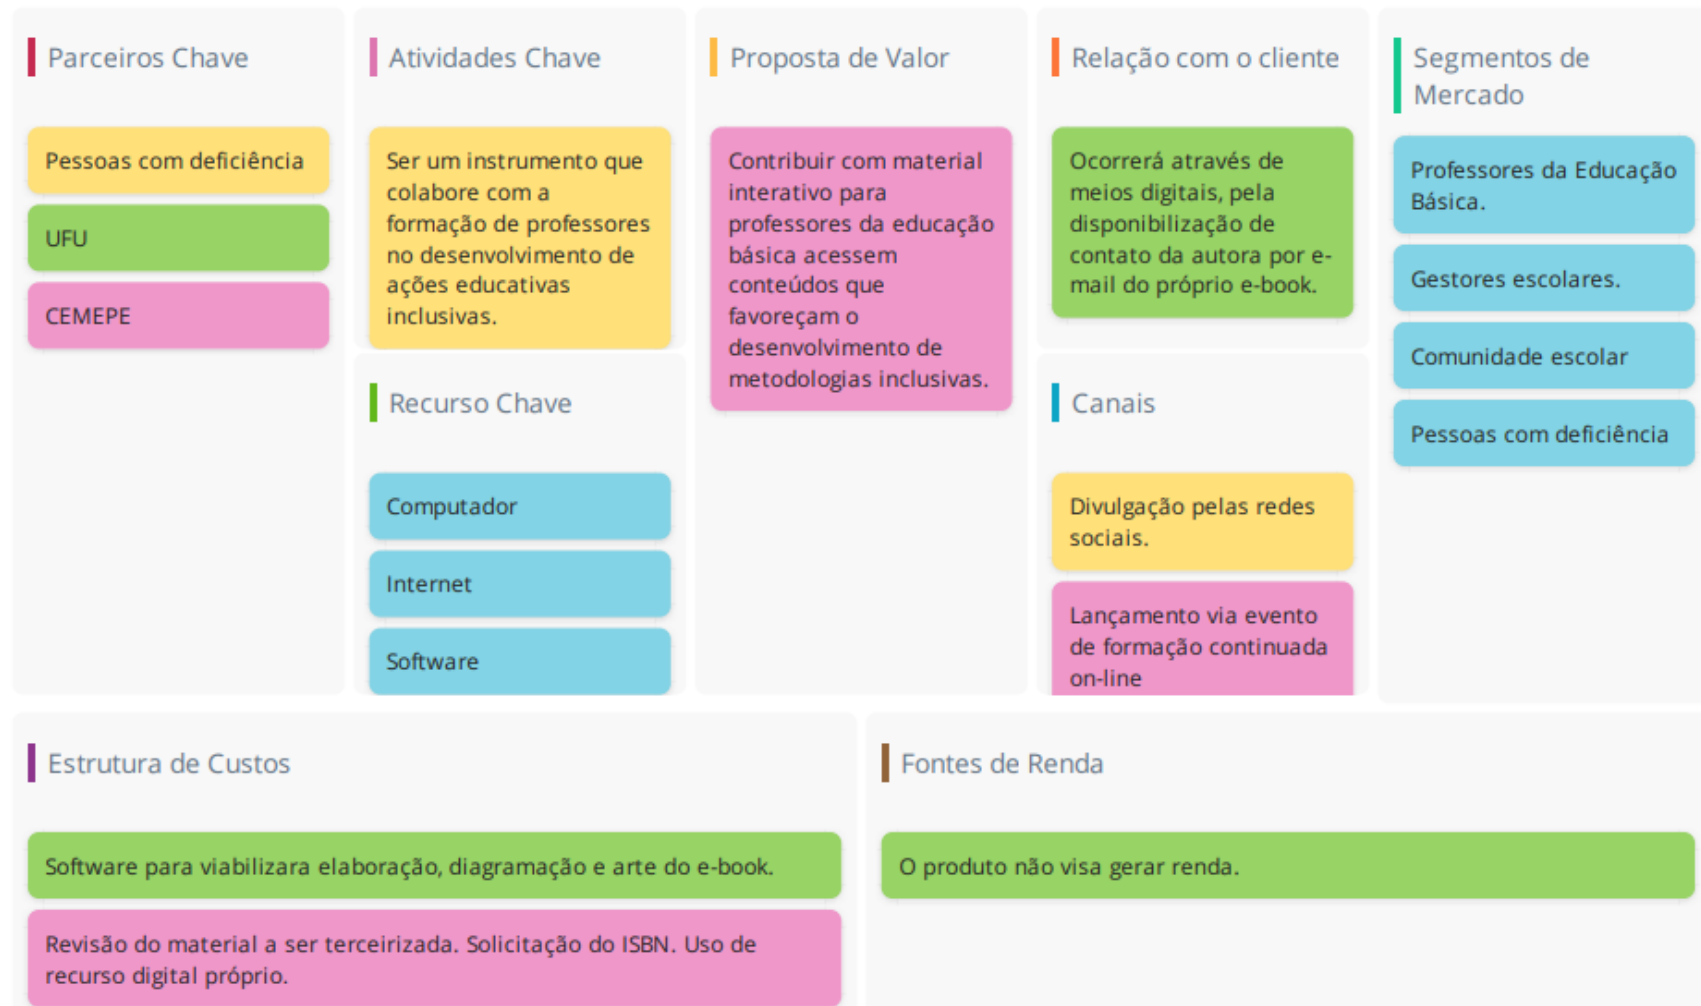 Parceiros Chave
Pessoas com deficiência
UFU
CEMEPE
Atividades Chave
Ser um instrumento que
colabore com a
formação de professores
no desenvolvimento de
ações educativas
inclusivas.
Recurso Chave
Computador
Internet
Software
Proposta de Valor
Contribuir com material
interativo para
professores da educação
básica acessem
conteúdos que
favoreçam o
desenvolvimento de
metodologias inclusivas.
Relação com o cliente
Ocorrerá através de
meios digitais, pela
disponibilização de
contato da autora por e-
mail do próprio e-book.
Canais
Divulgação pelas redes
sociais.
Lançamento via evento
de formação continuada
on-line
Segmentos de
Mercado
Professores da Educação
Básica.
Gestores escolares.
Comunidade escolar
Pessoas com deficiência
Estrutura de Custos
Software para viabilizara elaboração, diagramação e arte do e-book.
Revisão do material a ser terceirizada. Solicitação do ISBN. Uso de
recurso digital próprio.
Fontes de Renda
O produto não visa gerar renda.